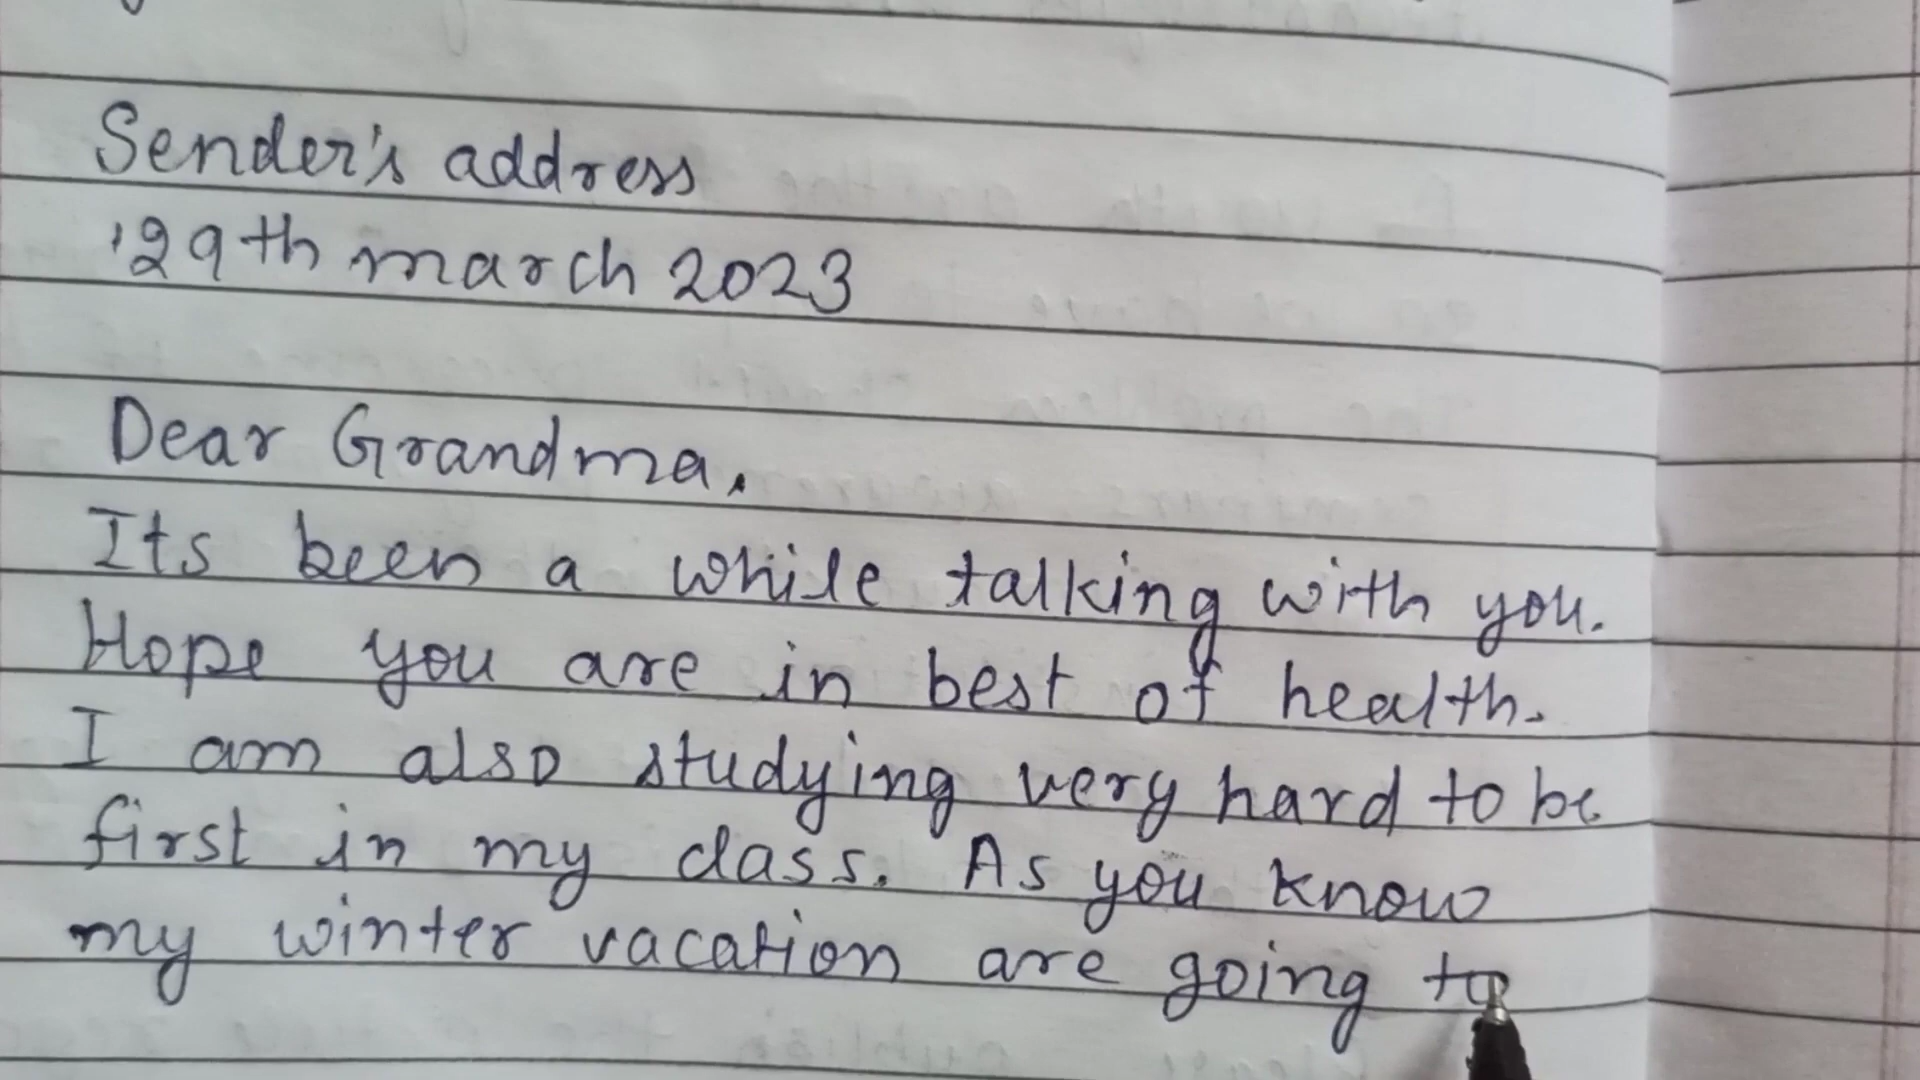 Sender's address
29th march 2023
Dear Grandma,
Its been a while talking with you.
Hope you are in best of health.
I am also studying very hard to be
first in my class. As you know
my winter vacation are going to